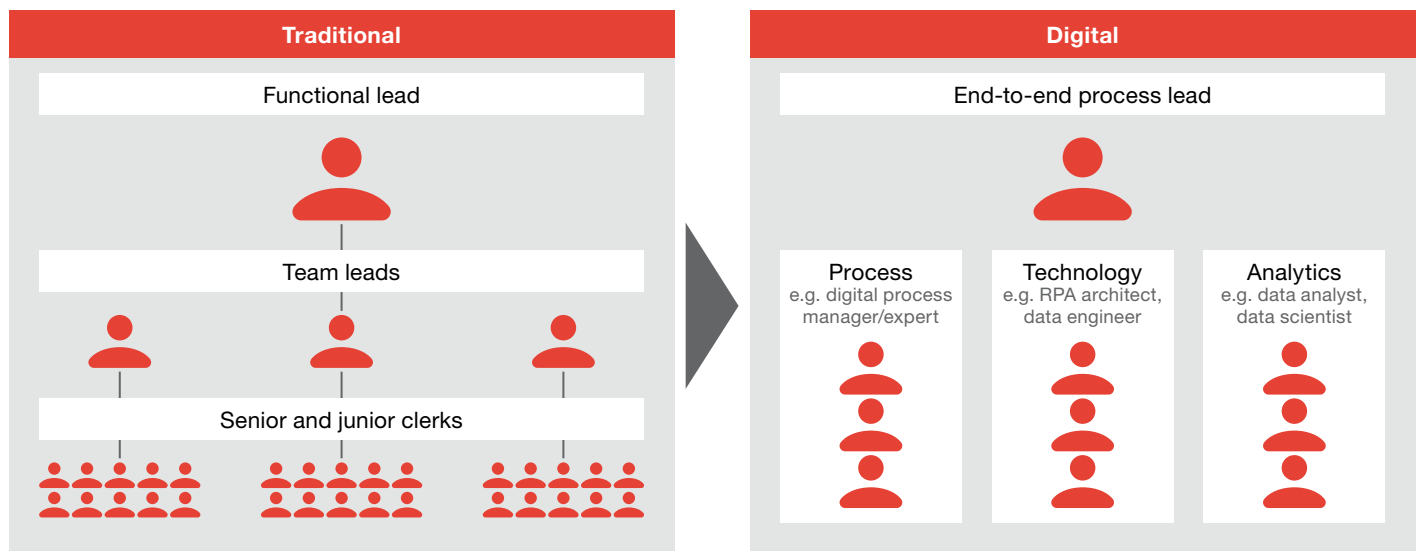 Traditional
Functional lead
Team leads
Senior and junior clerks
Digital
End-to-end process lead
Process
e.g. digital process
manager/expert
Technology
e.g. RPA architect,
data engineer
Analytics
e.g. data analyst,
data scientist